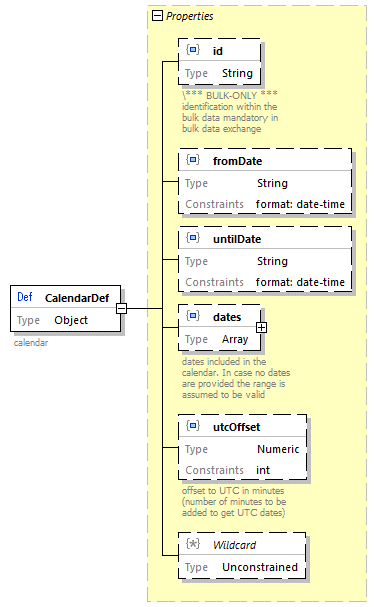 Properties
{} id
Type String
\*** BULK-ONLY ***
identification within the
bulk data mandatory in
bulk data exchange
{} fromDate
Type String
Constraints format: date-time
{} untilDate
Type String
Constraints format: date-time
Def CalendarDef
Type Object
calendar
{} dates
Type Array
dates included in the
calendar. In case no dates
are provided the range is
assumed to be valid
{} utcOffset
Type Numeric
Constraints int
offset to UTC in minutes
(number of minutes to be
added to get UTC dates)
{*} Wildcard
Type Unconstrained